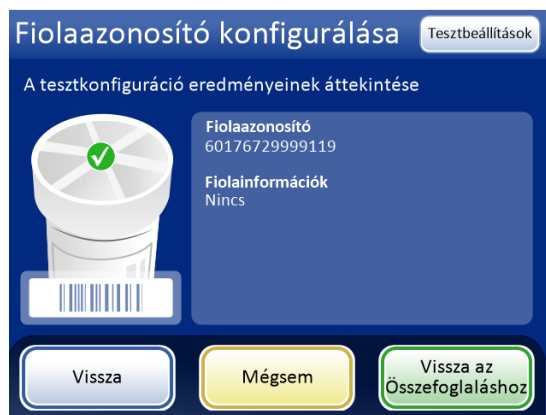 Fiolaazonosító konfigurálása
Tesztbeállítások
A tesztkonfiguráció eredményeinek áttekintése
Fiolaazonosító
60176729999119
Fiolainformációk
Nincs
Vissza
Mégsem
Vissza az
Összefoglaláshoz